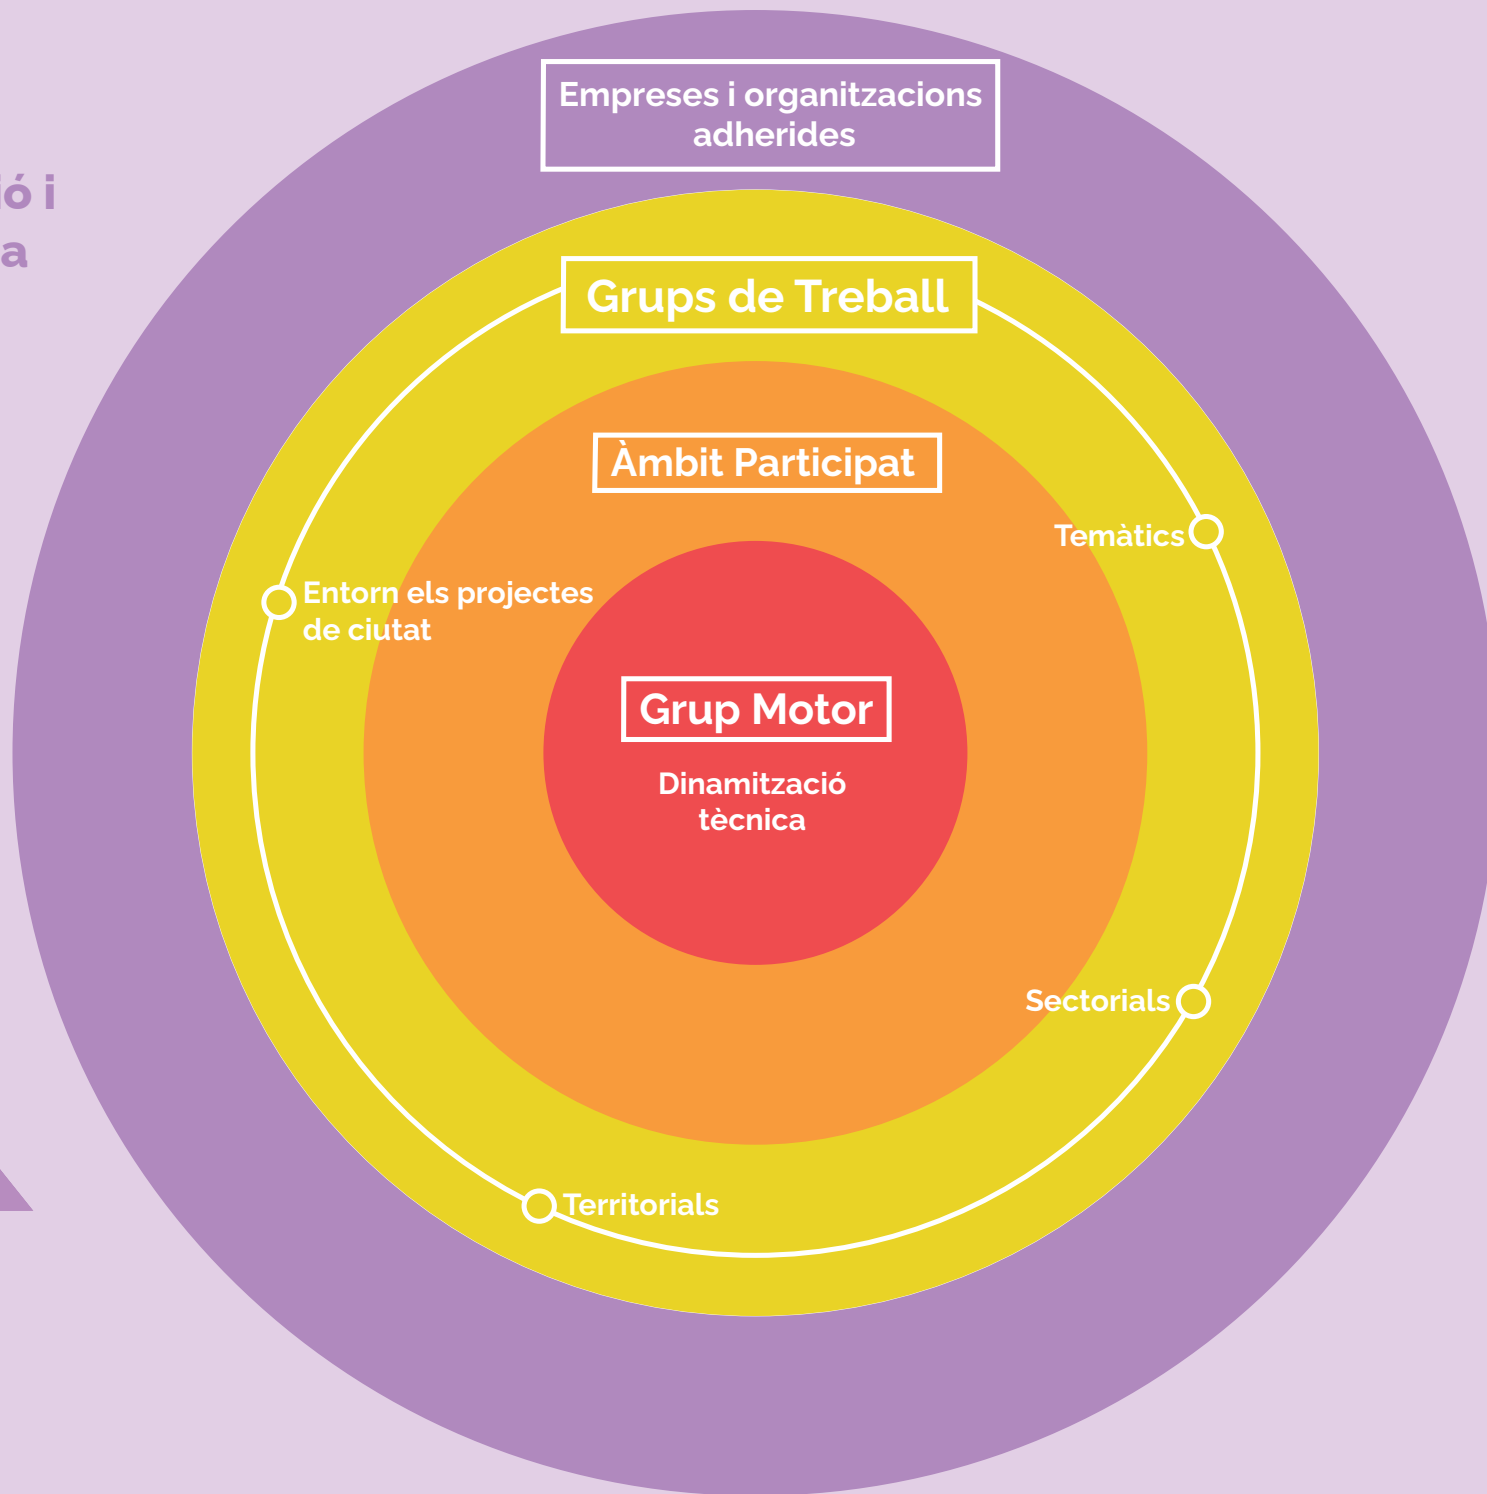 Empreses i organitzacions
adherides
ó i
a
Grups de Treball
Àmbit Participat
Temàtics
Entorn els projectes
de ciutat
Grup Motor
Dinamització
tècnica
Sectorials
Territorials